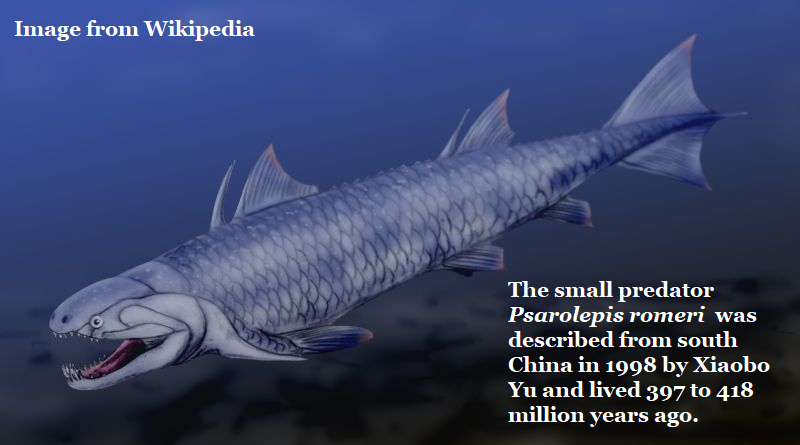 Image from Wikipedia
The small predator
Psarolepis romeri was
described from south
China in 1998 by Xiaobo
Yu and lived 397 to 418
million years ago.